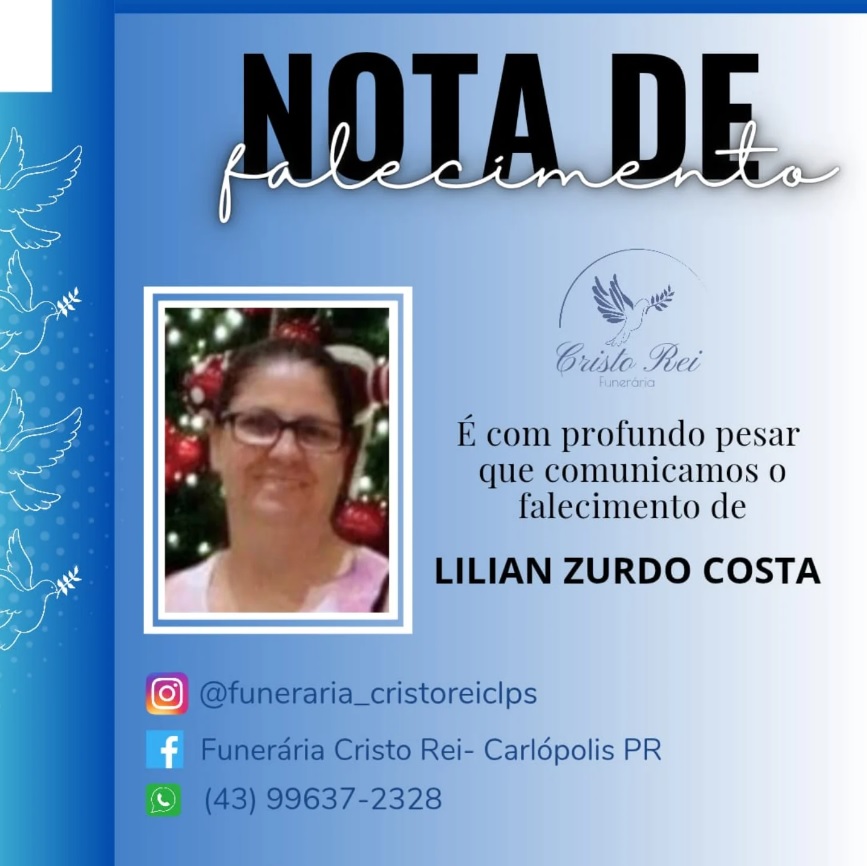 NOTA DE
falecimento
Cristo Rei
Funerária
É com profundo pesar
que comunicamos o
falecimento de
LILIAN ZURDO COSTA
@funeraria_cristoreiclps
Funerária Cristo Rei- Carlópolis PR
(43) 99637-2328